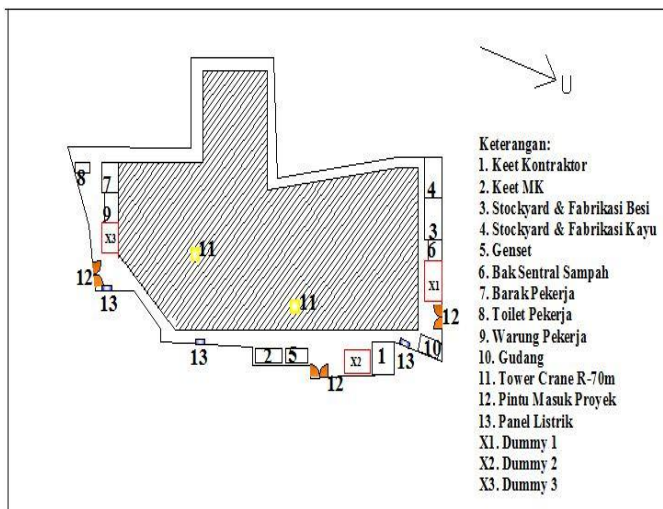 U
Keterangan:
1. Keet Kontraktor
2. Keet MK
3. Stockyard & Fabrikasi Besi
4. Stockyard & Fabrikasi Kayu
5. Genset
6. Bak Sentral Sampah
7. Barak Pekerja
8. Toilet Pekerja
9. Warung Pekerja
10. Gudang
11. Tower Crane R-70m
12. Pintu Masuk Proyek
13. Panel Listrik
X1. Dummy 1
X2. Dummy 2
X3. Dummy 3
8
7
4
9
3
X3
11
6
12
X1
13
11
12
13
2
5
X2
1
13
10
12